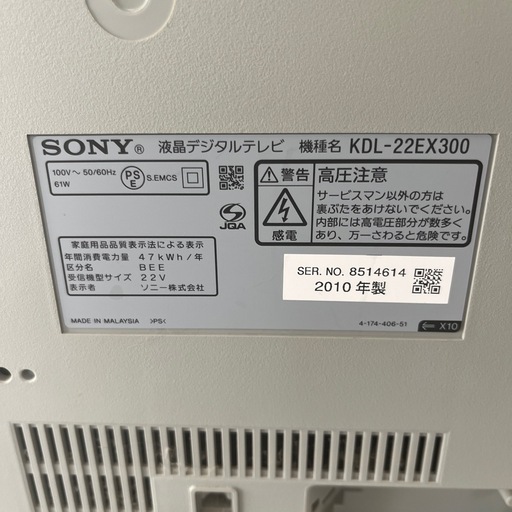 SONY® 液晶デジタルテレビ 機種名 KDL-22EX300
100V～50/60Hz
61W
PS
E
S.EMCS
JQA
家庭用品品質表示法による表示
年間消費電力量 47kWh/年
区分名 BEE
受信機型サイズ 22V
表示者 ソニー株式会社
警告
感電
高圧注意
サービスマン以外の方は
裏ぶたをあけないでください。
内部には高電圧部分が数多く
あり、万一さわると危険です。
SER. NO. 8514614
2010 年製
MADE IN MALAYSIA >PS<
4-174-406-51
X10